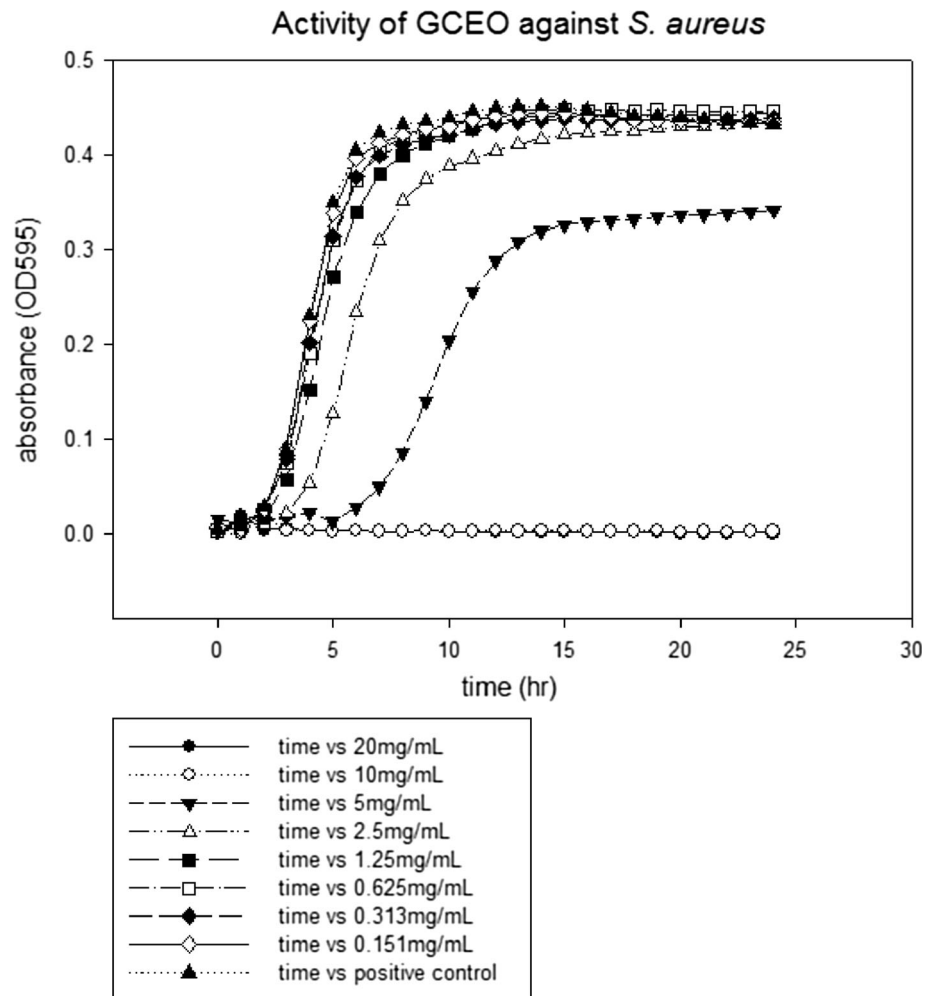 Activity of GCEO against S. aureus
0.5
0.4
0.3
0.2
0.1
0.0
absorbance (OD595)
0 5 10 15 20 25 30
time (hr)
time vs 20mg/mL
time vs 10mg/mL
time vs 5mg/mL
time vs 2.5mg/mL
time vs 1.25mg/mL
time vs 0.625mg/mL
time vs 0.313mg/mL
time vs 0.151mg/mL
time vs positive control